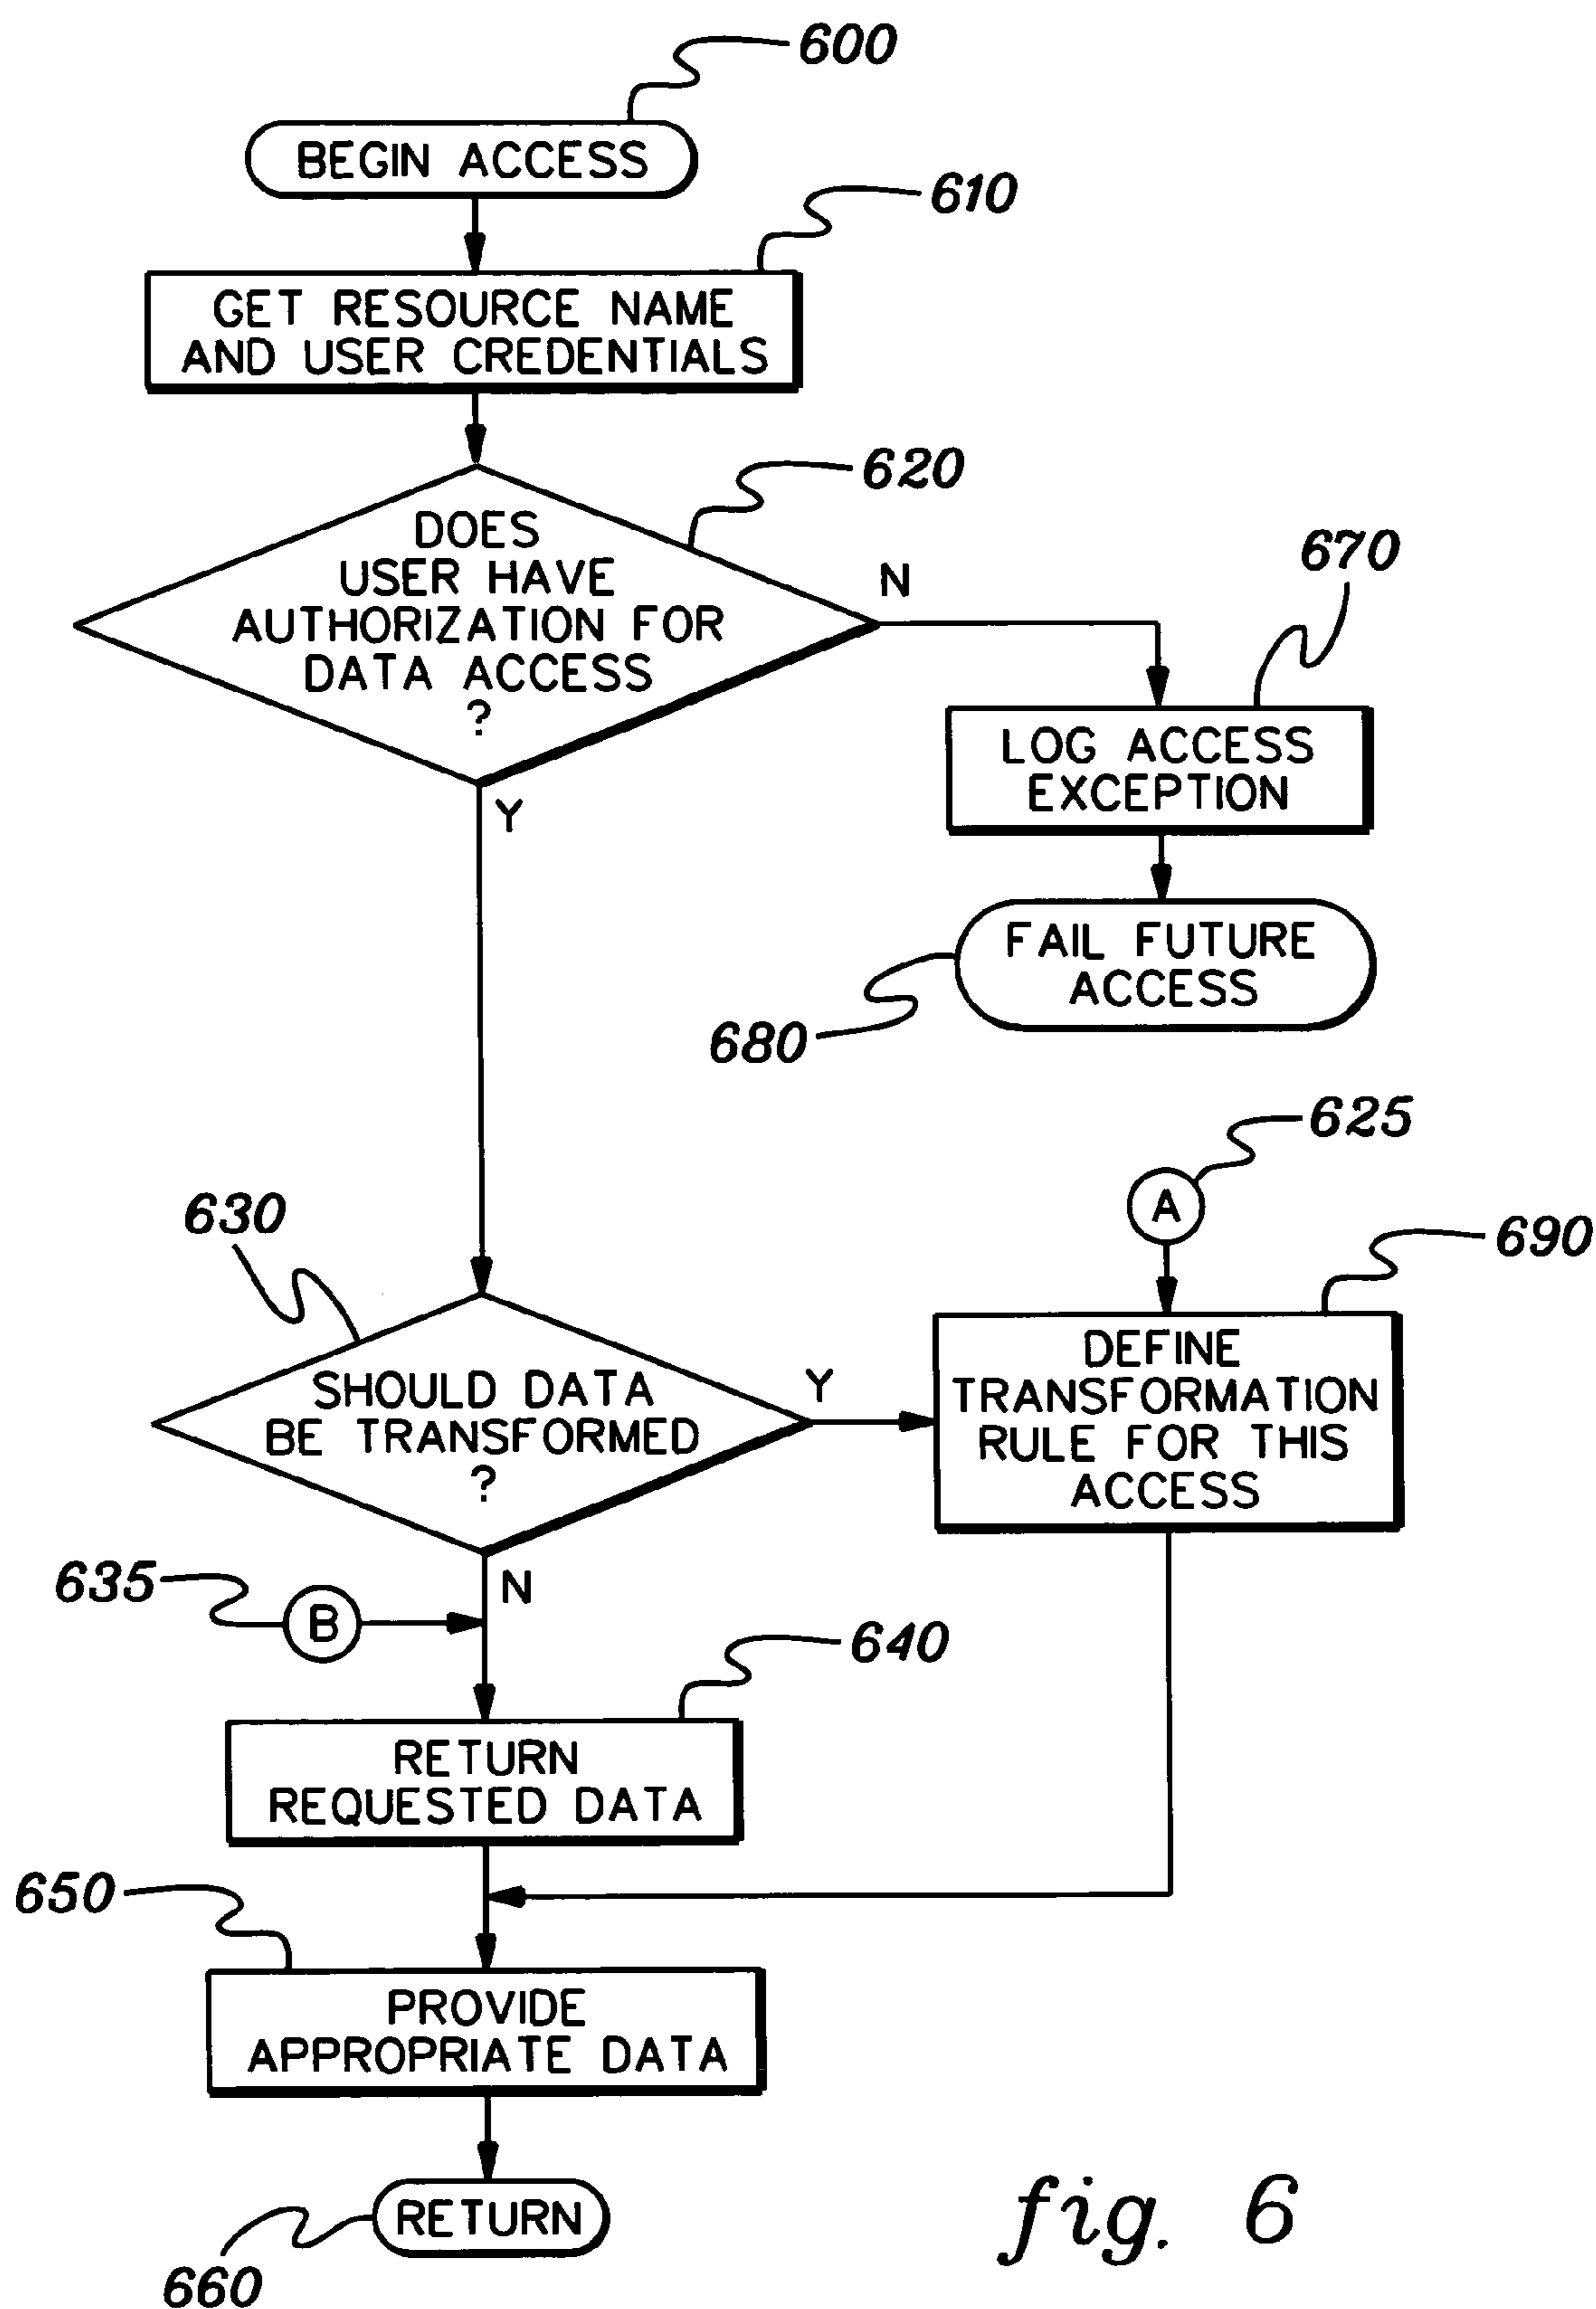 600
BEGIN ACCESS
610
GET RESOURCE NAME
AND USER CREDENTIALS
620
DOES
USER HAVE
AUTHORIZATION FOR
DATA ACCESS
?
N
Y
670
LOG ACCESS
EXCEPTION
FAIL FUTURE
ACCESS
680
625
A
630
690
SHOULD DATA
BE TRANSFORMED
?
Y
N
DEFINE
TRANSFORMATION
RULE FOR THIS
ACCESS
635
B
640
RETURN
REQUESTED DATA
650
PROVIDE
APPROPRIATE DATA
RETURN
660
fig. 6